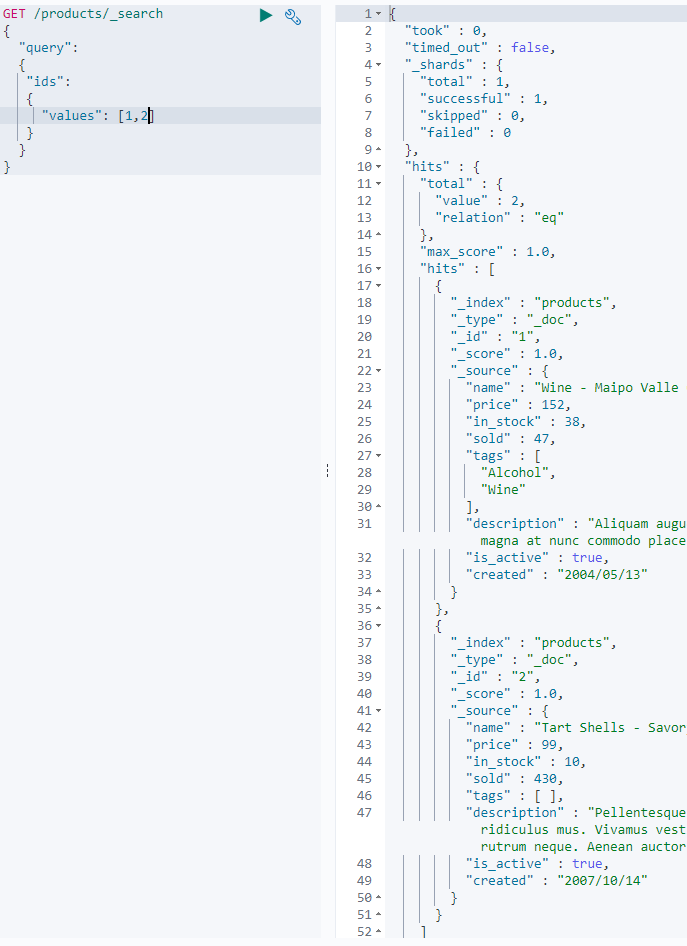 GET /products/_search
{
"query":
{
"ids":
{
"values": [1,2]
}
}
}
1 {
2 "took" : 0,
3 "timed_out" : false,
4 "_shards" : {
5 "total" : 1,
6 "successful" : 1,
7 "skipped" : 0,
8 "failed" : 0
9 },
10 "hits" : {
11 "total" : {
12 "value" : 2,
13 "relation" : "eq"
14 },
15 "max_score" : 1.0,
16 "hits" : [
17 {
18 "_index" : "products",
19 "_type" : "_doc",
20 "_id" : "1",
21 "_score" : 1.0,
22 "_source" : {
23 "name" : "Wine - Maipo Valle
24 "price" : 152,
25 "in_stock" : 38,
26 "sold" : 47,
27 "tags" : [
28 "Alcohol",
29 "Wine"
30 ],
31 "description" : "Aliquam augu
magna at nunc commodo place
32 "is_active" : true,
33 "created" : "2004/05/13"
34 }
35 },
36 {
37 "_index" : "products",
38 "_type" : "_doc",
39 "_id" : "2",
40 "_score" : 1.0,
41 "_source" : {
42 "name" : "Tart Shells - Savor
43 "price" : 99,
44 "in_stock" : 10,
45 "sold" : 430,
46 "tags" : [ ],
47 "description" : "Pellentesque
ridiculus mus. Vivamus vest
rutrum neque. Aenean auctor
48 "is_active" : true,
49 "created" : "2007/10/14"
50 }
51 }
52 ]